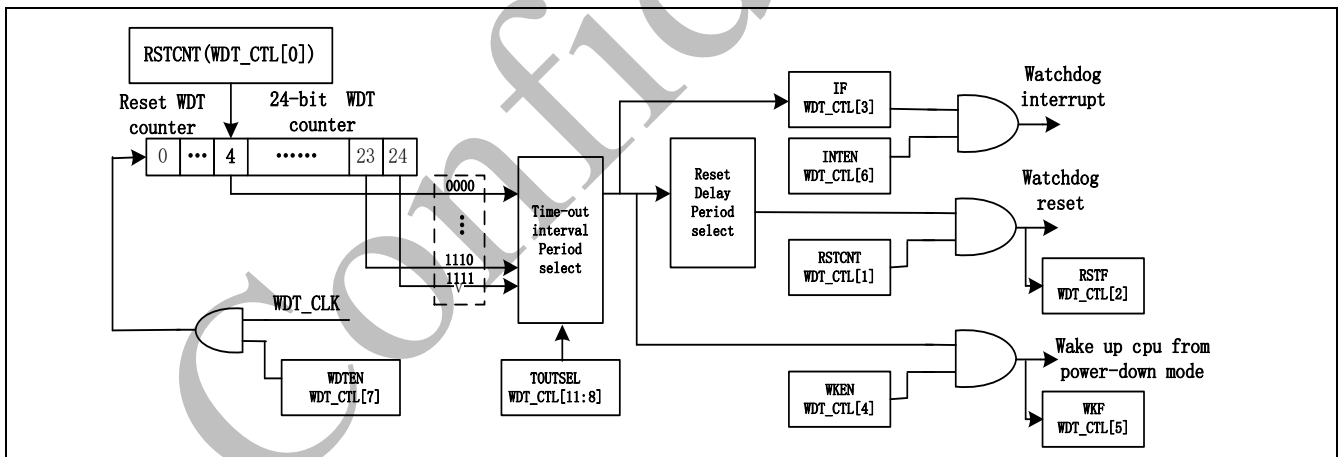 RSTCNT(WDT_CTL[0])
Reset WDT
counter
24-bit WDT
counter
0 ... 4 ...... 23 24
0000
⋮
1110
1111
Time-out
interval
Period
select
TOUTSEL
WDT_CTL[11:8]
WDT_CLK
WDTEN
WDT_CTL[7]
Reset
Delay
Period
select
IF
WDT_CTL[3]
INTEN
WDT_CTL[6]
Watchdog
interrupt
RSTCNT
WDT_CTL[1]
Watchdog
reset
RSTF
WDT_CTL[2]
WKEN
WDT_CTL[4]
Wake up cpu from
power-down mode
WKF
WDT_CTL[5]
Confid